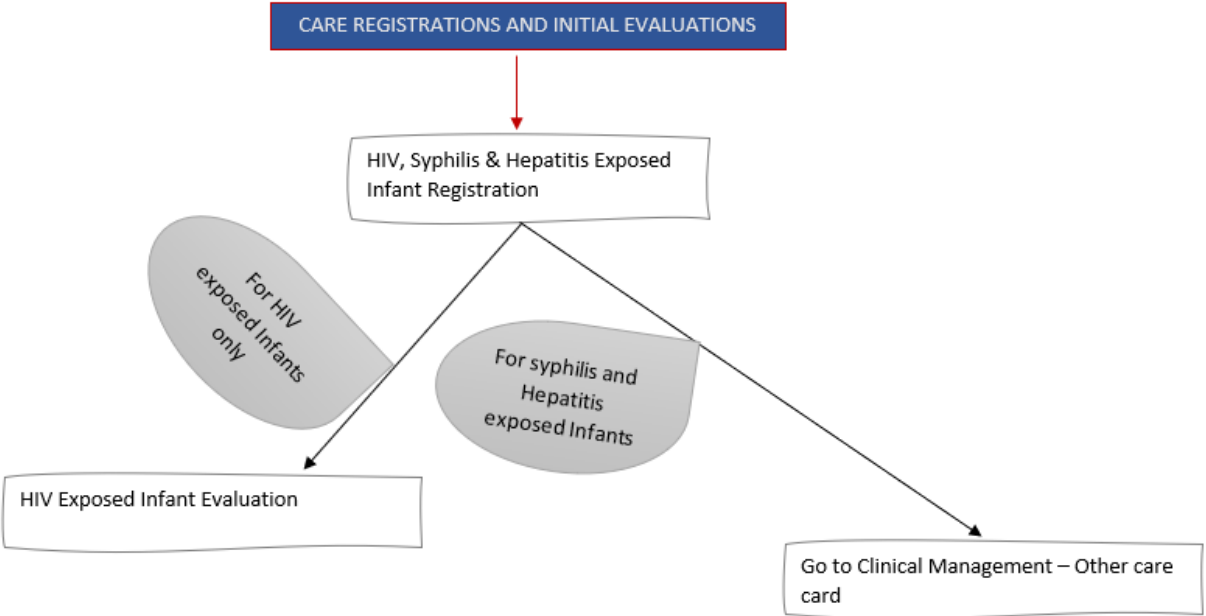 CARE REGISTRATIONS AND INITIAL EVALUATIONS
HIV, Syphilis & Hepatitis Exposed
Infant Registration
For HIV
exposed Infants
only
For syphilis and
Hepatitis
exposed Infants
HIV Exposed Infant Evaluation
Go to Clinical Management – Other care
card